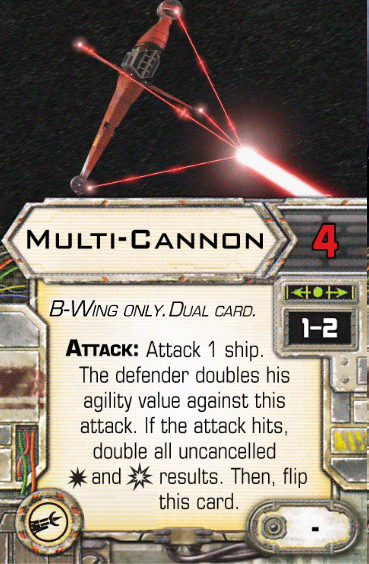 Multi-Cannon
4
B-Wing only. Dual card.
1-2
Attack: Attack 1 ship.
The defender doubles his
agility value against this
attack. If the attack hits,
double all uncancelled
and results. Then, flip
this card.
-